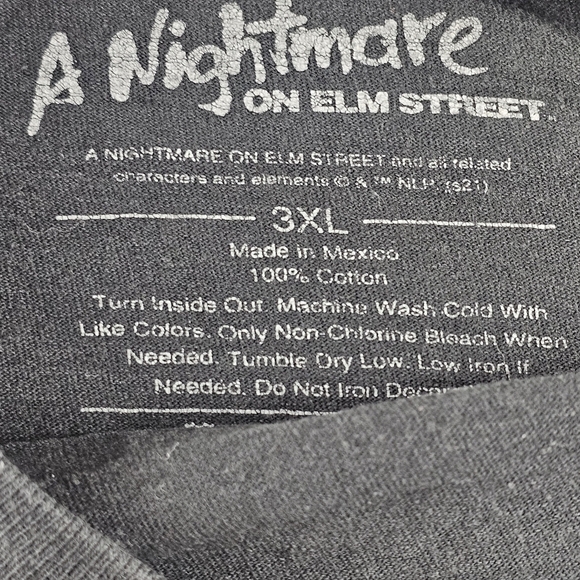 A Nightmare
ON ELM STREET™
A NIGHTMARE ON ELM STREET and all related
characters and elements © & ™ NLP. (s21)
3XL
Made in Mexico
100% Cotton
Turn Inside Out. Machine Wash Cold With
Like Colors. Only Non-Chlorine Bleach When
Needed. Tumble Dry Low. Low Iron If
Needed. Do Not Iron